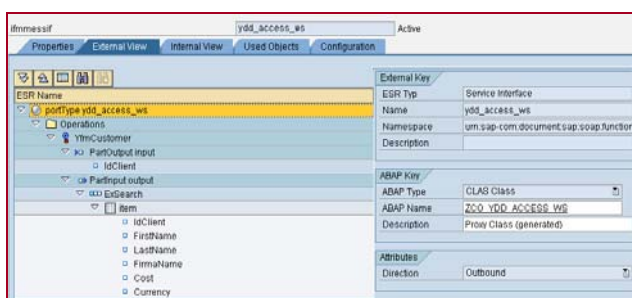 ifmmessif ydd_access_ws Active
Properties External View Internal View Used Objects Configuration
ESR Name
portType ydd_access_ws
Operations
YfmCustomer
PartOutput input
IdClient
PartInput output
ExSearch
item
IdClient
FirstName
LastName
FirmaName
Cost
Currency
External Key
ESR Typ Service Interface
Name ydd_access_ws
Namespace urn:sap-com:document:sap:soap:function
Description
ABAP Key
ABAP Type CLAS Class
ABAP Name ZCO_YDD_ACCESS_WS
Description Proxy Class (generated)
Attributes
Direction Outbound